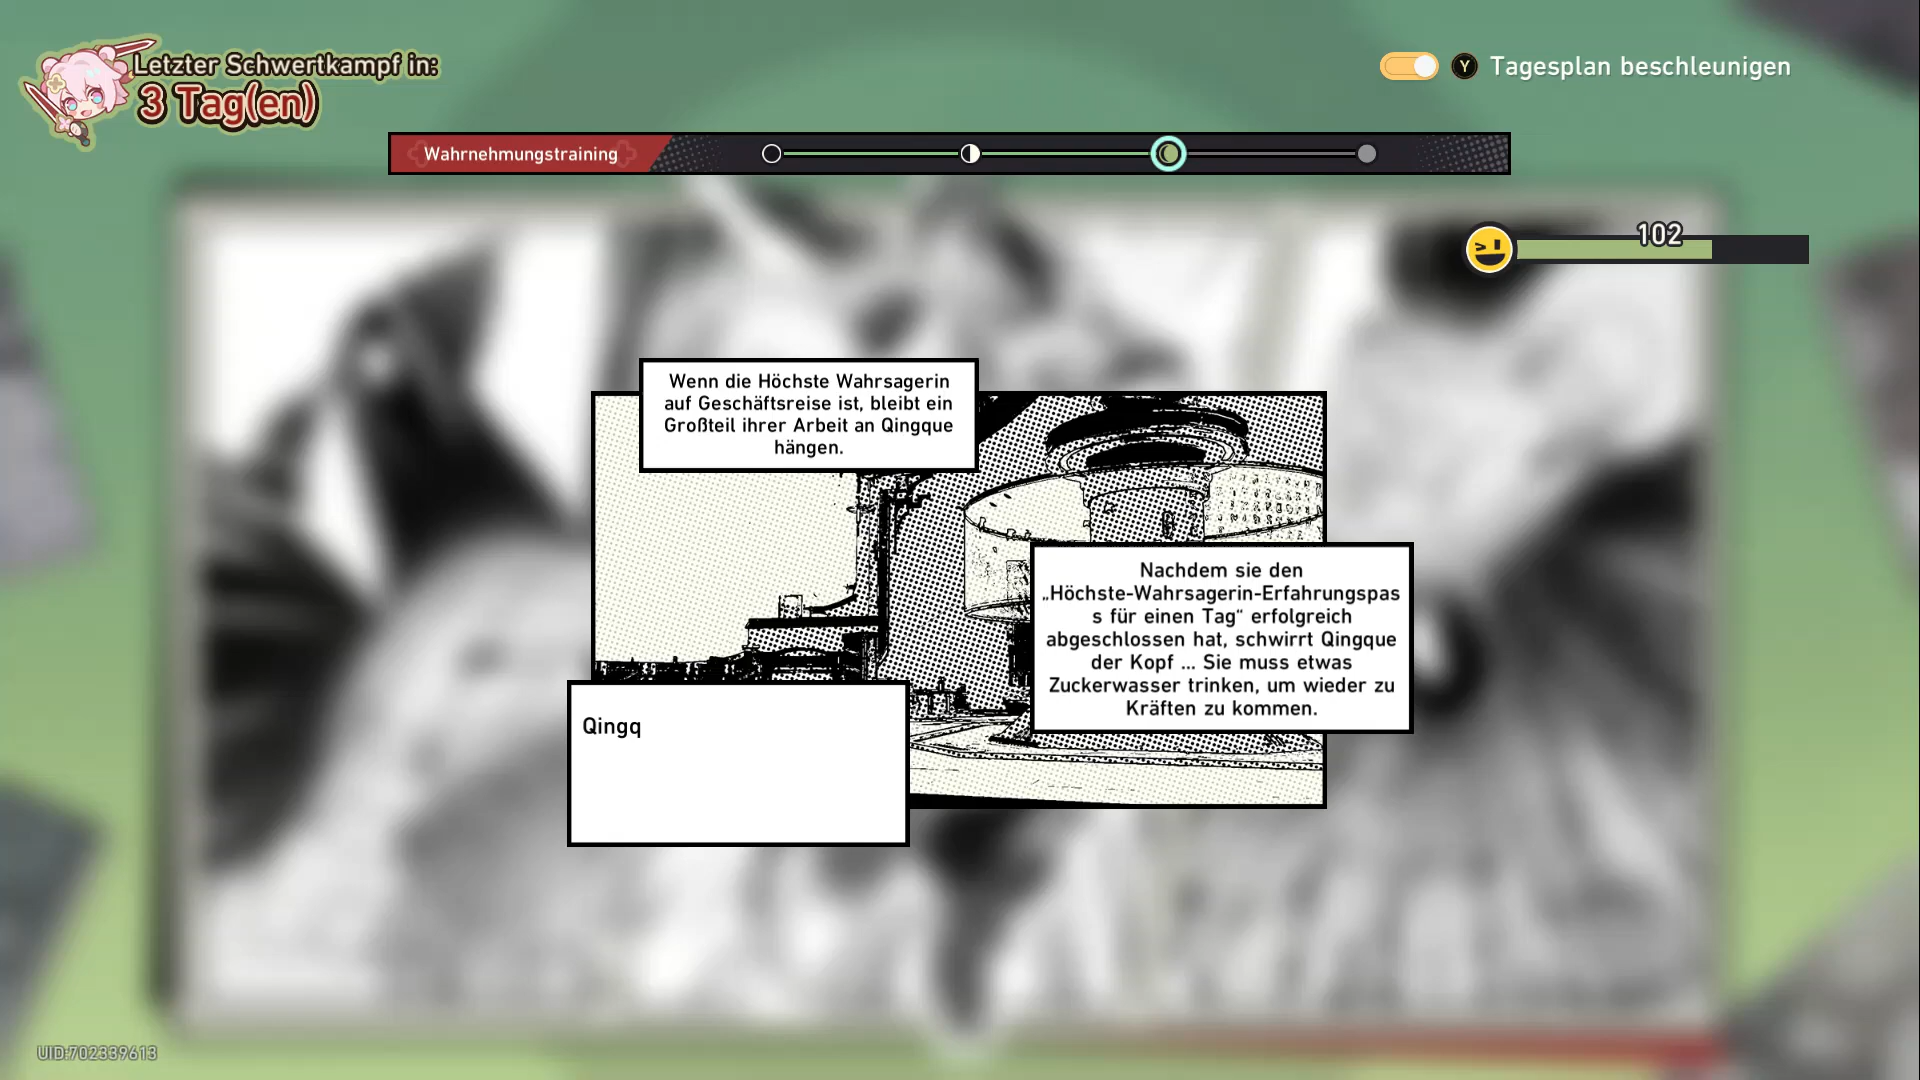 Letzter Schwertkampf in:
3 Tag(en)
Y Tagesplan beschleunigen
Wahrnehmungstraining
102
Wenn die Höchste Wahrsagerin
auf Geschäftsreise ist, bleibt ein
Großteil ihrer Arbeit an Qingque
hängen.
Nachdem sie den
„Höchste-Wahrsagerin-Erfahrungspas
s für einen Tag“ erfolgreich
abgeschlossen hat, schwirrt Qingque
der Kopf ... Sie muss etwas
Zuckerwasser trinken, um wieder zu
Kräften zu kommen.
Qingq
UID:702339613